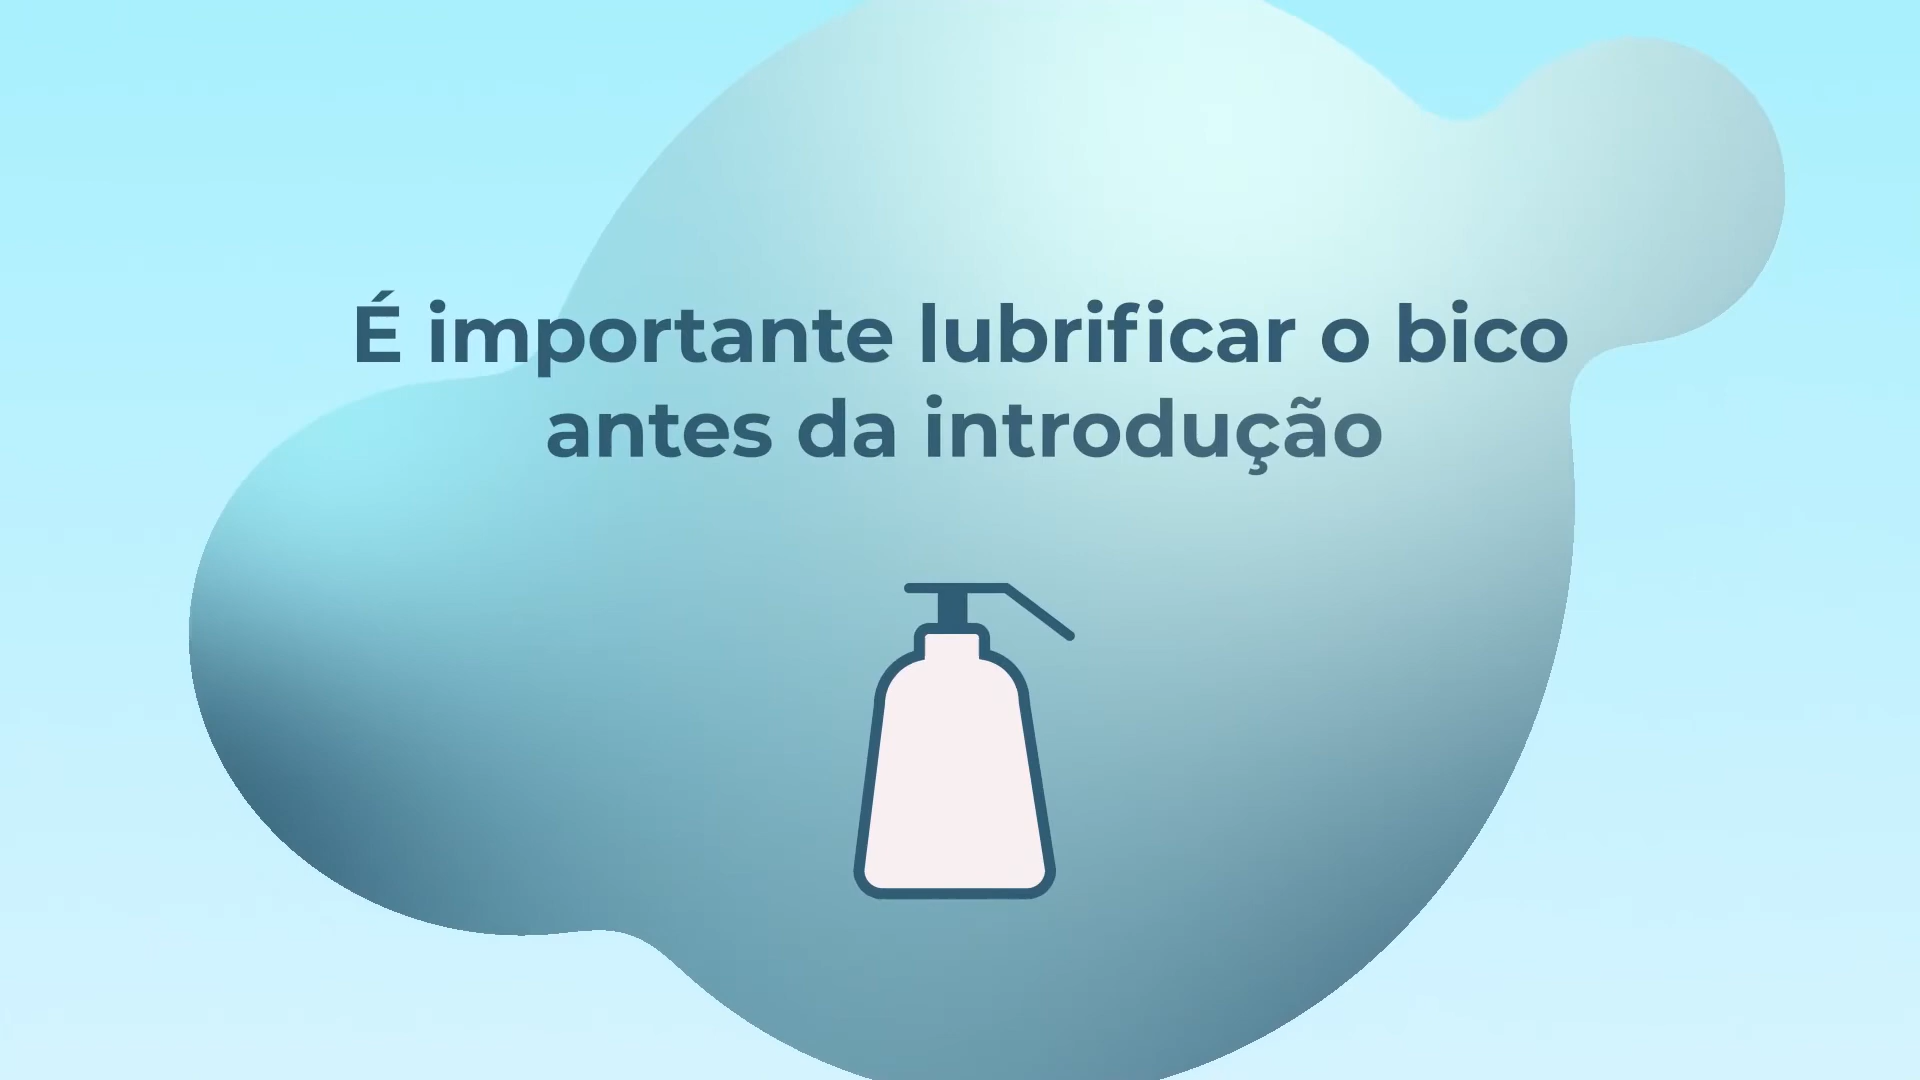 É importante lubrificar o bico
antes da introdução